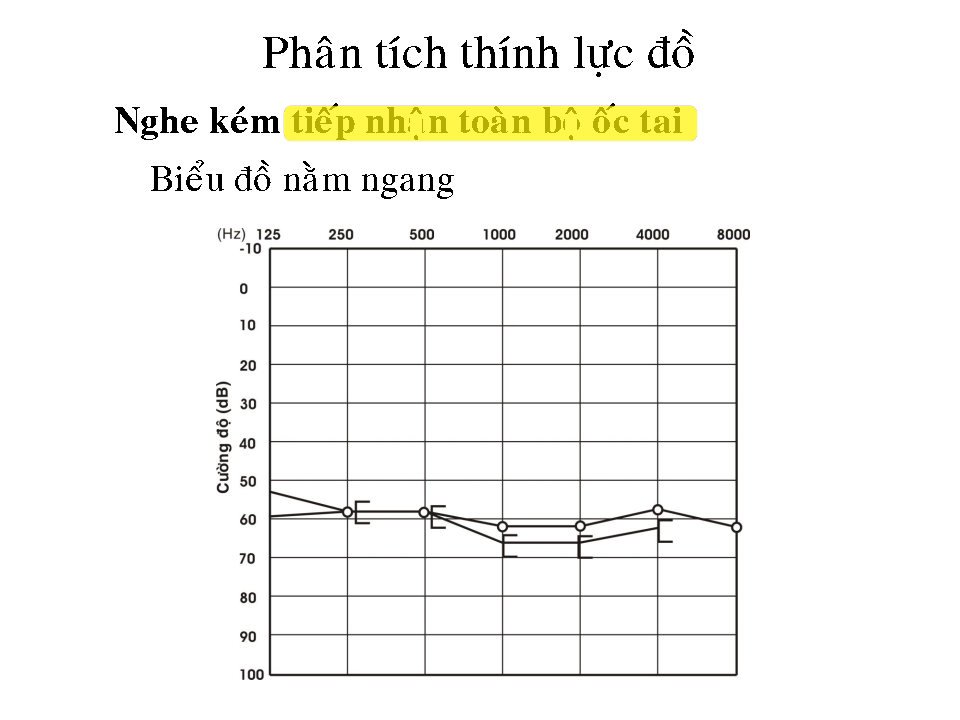 Phân tích thính lực đồ
Nghe kém tiếp nhận toàn bộ ốc tai
Biểu đồ nằm ngang
(Hz) 125 250 500 1000 2000 4000 8000
-10
0
10
20
30
40
50
60
70
80
90
100
Cường độ (dB)